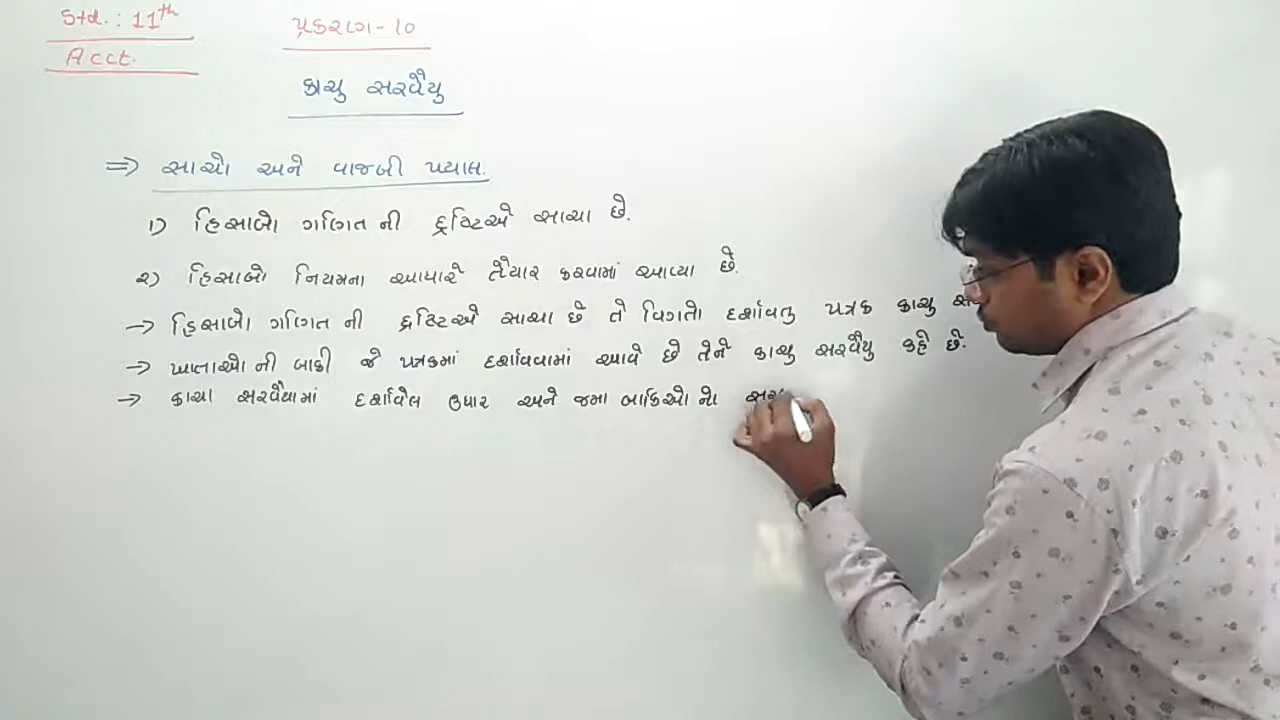 Std. : 11th
Acct.
પ્રકરણ - 10
કાચુ સરવૈયુ
⇒ સાચો અને વાજબી ખ્યાલ.
૧) હિસાબો ગણિત ની દ્રષ્ટિએ સાચા છે.
૨) હિસાબો નિયમના આધારે તૈયાર કરવામાં આવ્યા છે.
→ હિસાબો ગણિત ની દ્રષ્ટિએ સાચા છે તે વિગતો દર્શાવતુ પત્રક કાચુ
→ ખાતાઓ ની બાકી જે પત્રકમાં દર્શાવવામાં આવે છે તેને કાચુ સરવૈયુ કહે છે.
→ કાચા સરવૈયામાં દર્શાવેલ ઉધાર અને જમા બાકિઓ નો